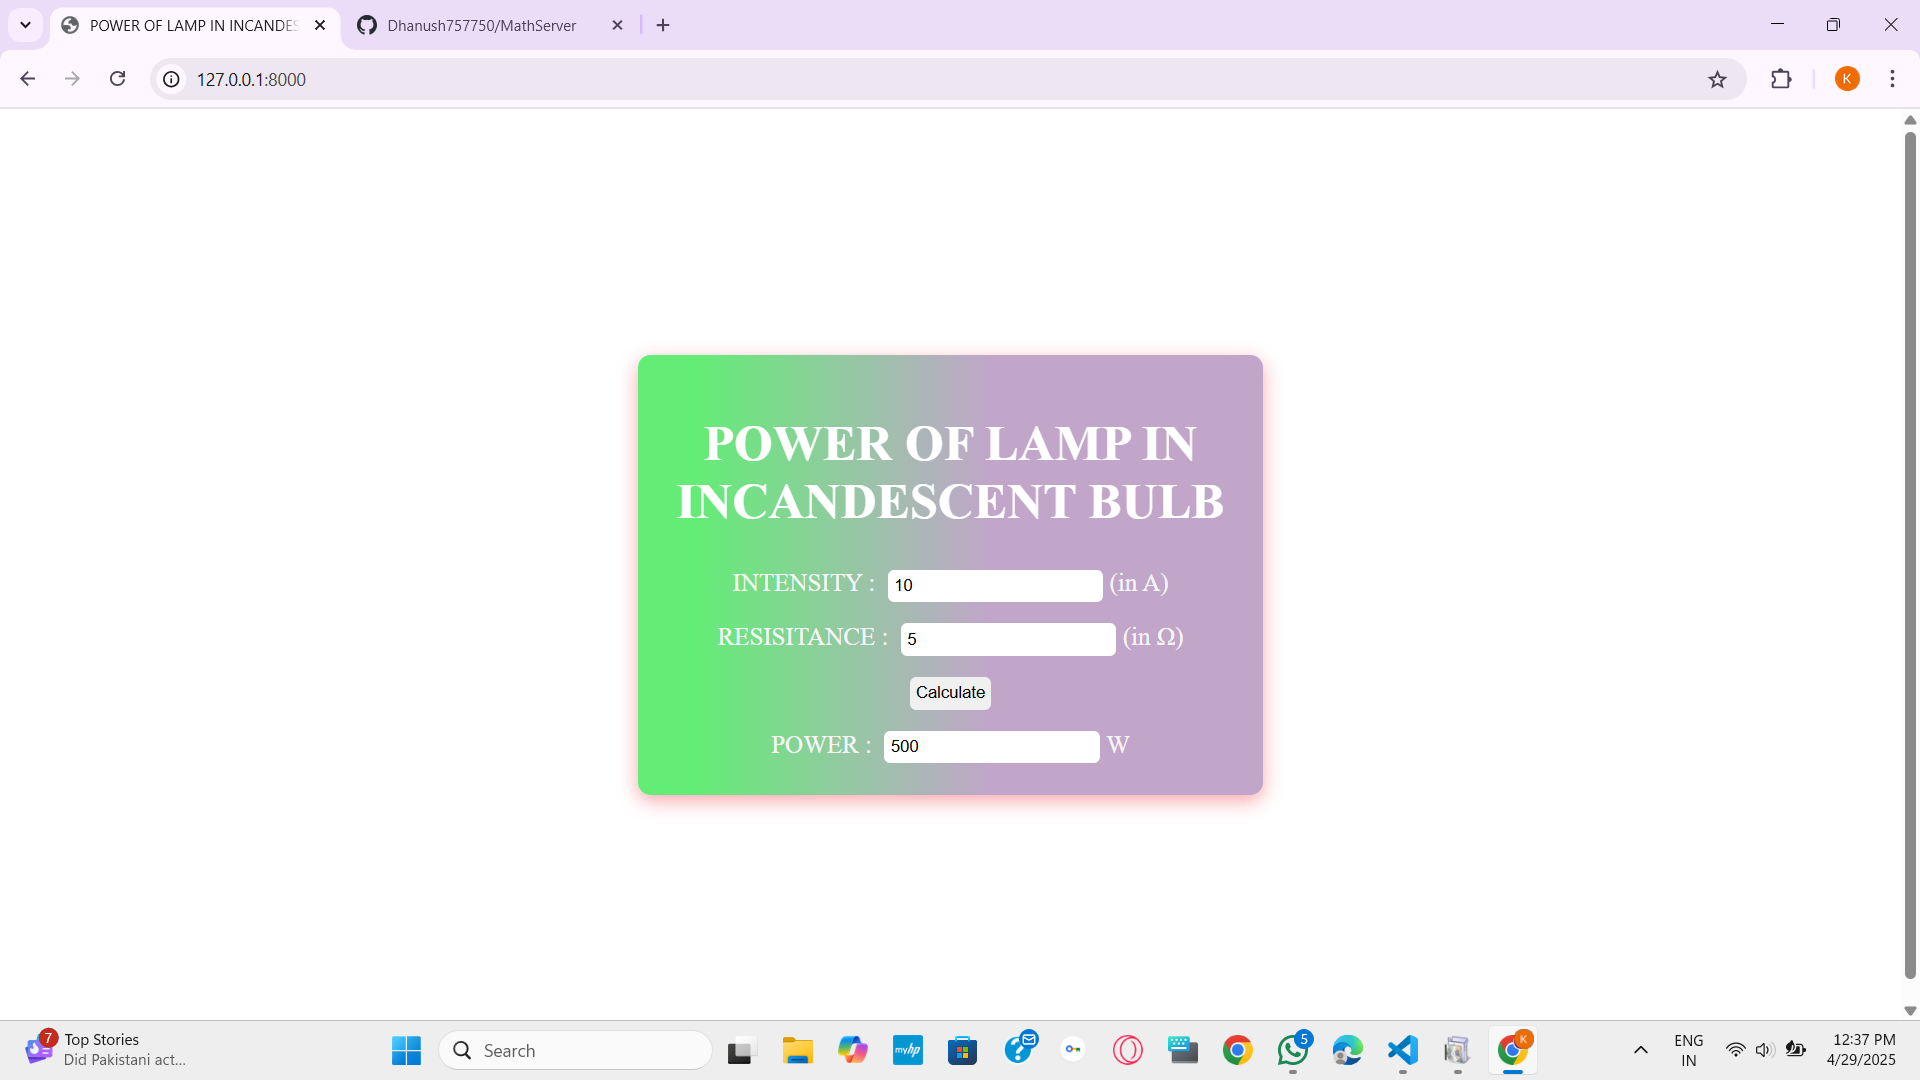 POWER OF LAMP IN INCANDES
Dhanush757750/MathServer
127.0.0.1:8000
K
POWER OF LAMP IN
INCANDESCENT BULB
INTENSITY : 10 (in A)
RESISITANCE : 5 (in Ω)
Calculate
POWER : 500 W
7
Top Stories
Did Pakistani act...
Search
myhp
5
K
ENG
IN
12:37 PM
4/29/2025